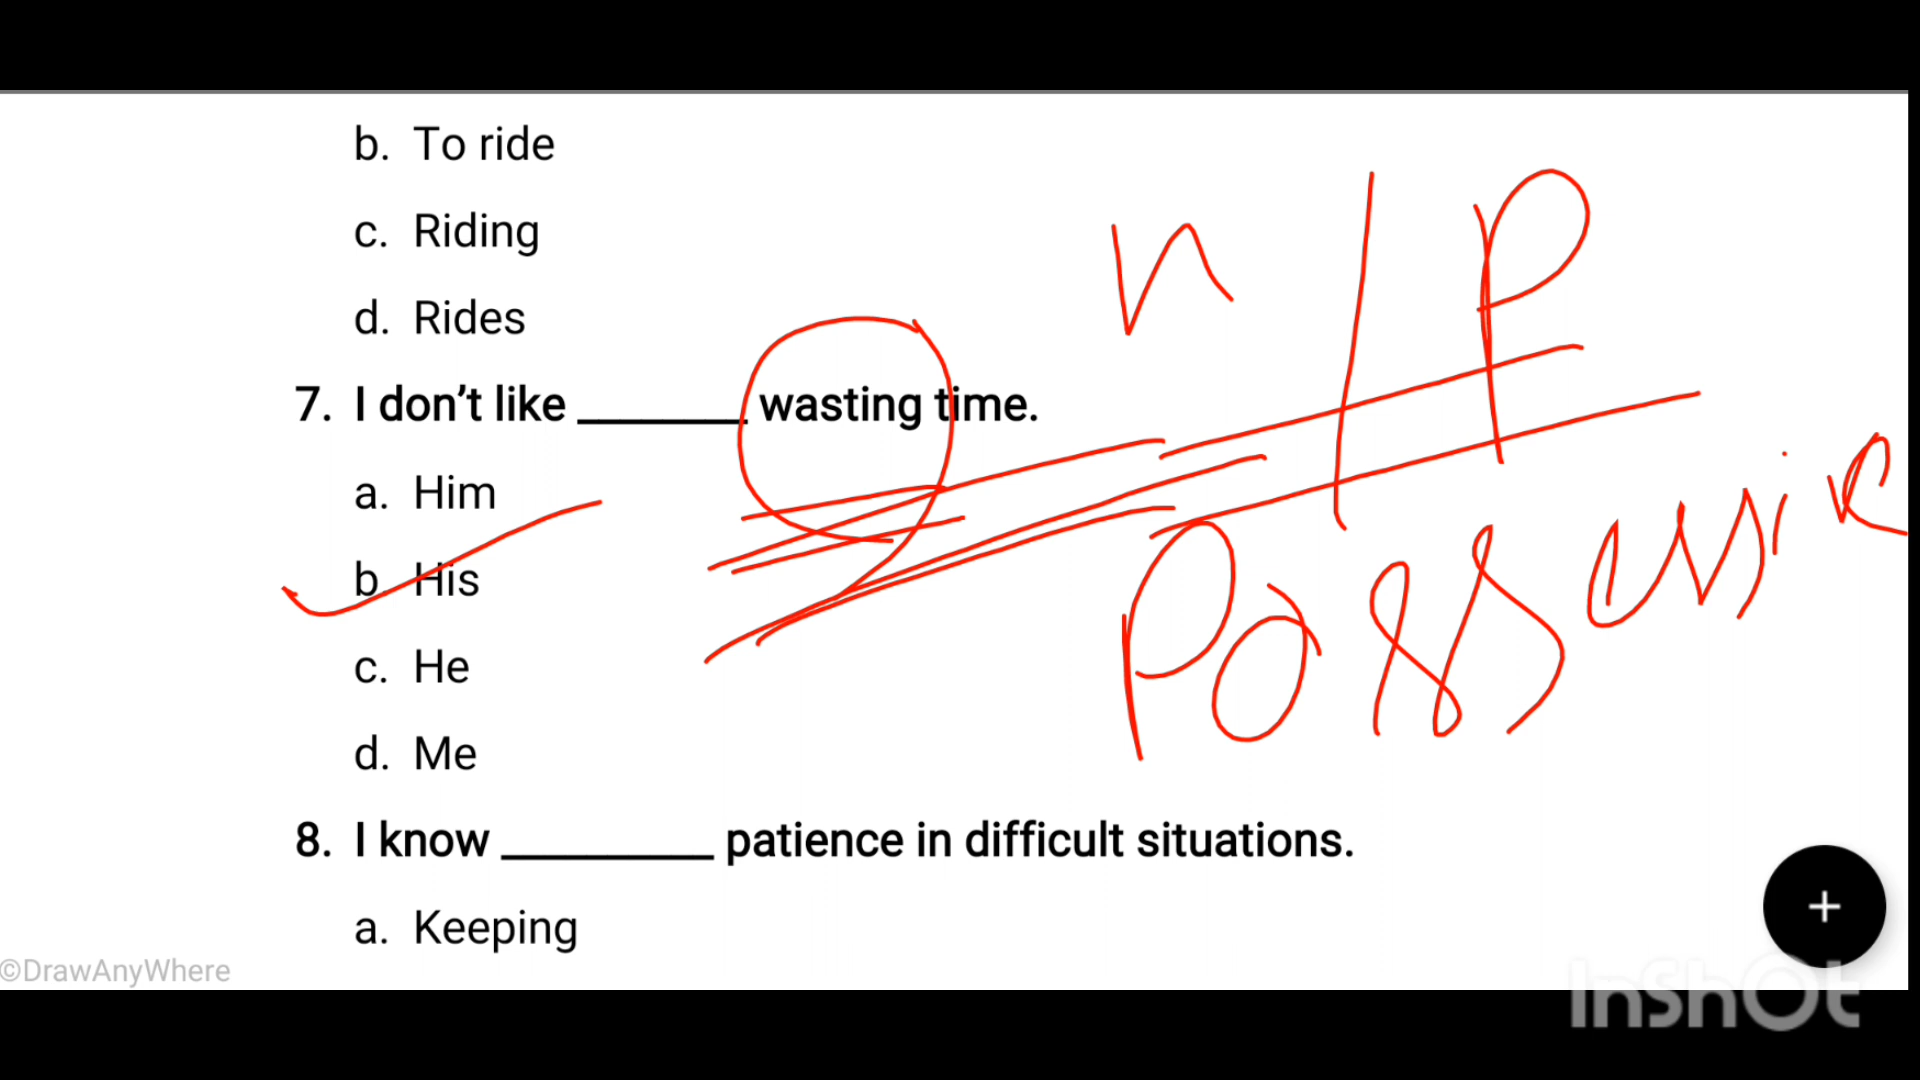 b. To ride
c. Riding
d. Rides
n / P
7. I don’t like ________ wasting time.
a. Him
b. His
Possessive
c. He
d. Me
8. I know __________ patience in difficult situations.
a. Keeping
©DrawAnyWhere
InShOt